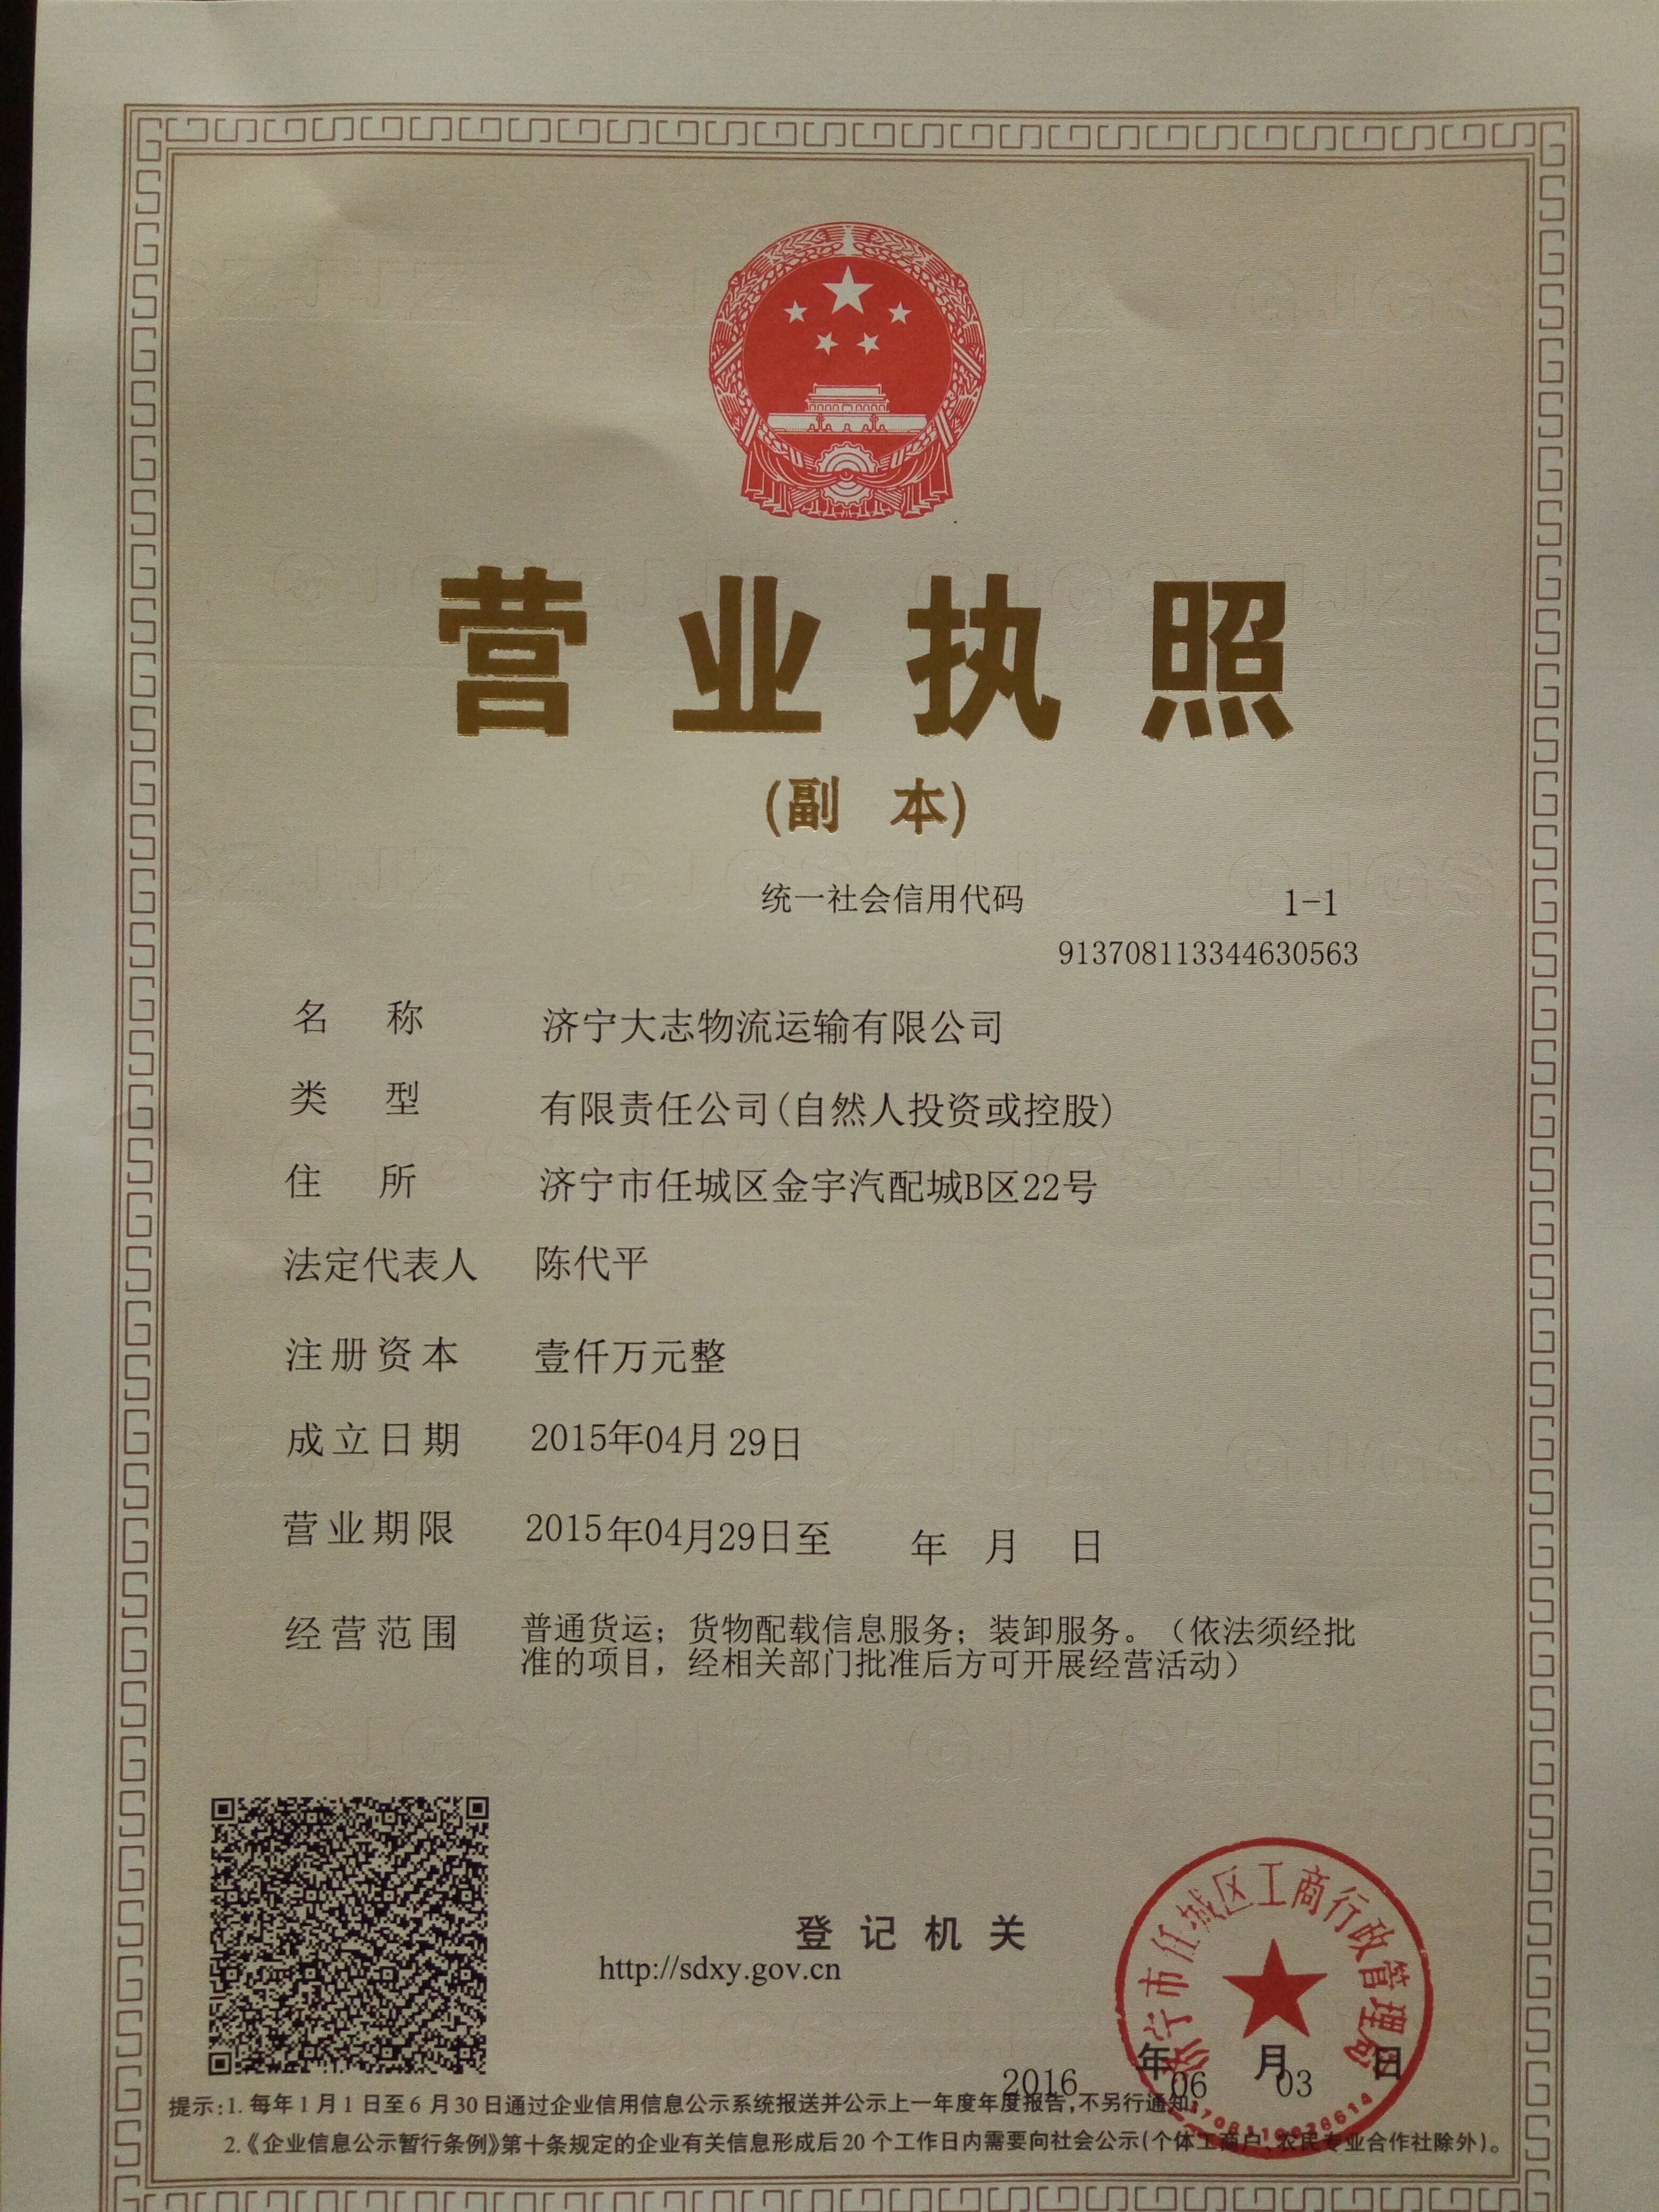 营业执照
(副 本)
统一社会信用代码 1-1
913708113344630563
名 称 济宁大志物流运输有限公司
类 型 有限责任公司(自然人投资或控股)
住 所 济宁市任城区金宇汽配城B区22号
法定代表人 陈代平
注册资本 壹仟万元整
成立日期 2015年04月29日
营业期限 2015年04月29日至 年 月 日
经营范围 普通货运；货物配载信息服务；装卸服务。（依法须经批
准的项目，经相关部门批准后方可开展经营活动）
济宁市任城区工商行政管理局
登记机关
http://sdxy.gov.cn
2016 年 06 月 03 日
提示:1. 每年1月1日至6月30日通过企业信用信息公示系统报送并公示上一年度年度报告,不另行通知。
2.《企业信息公示暂行条例》第十条规定的企业有关信息形成后20个工作日内需要向社会公示(个体工商户、农民专业合作社除外)。